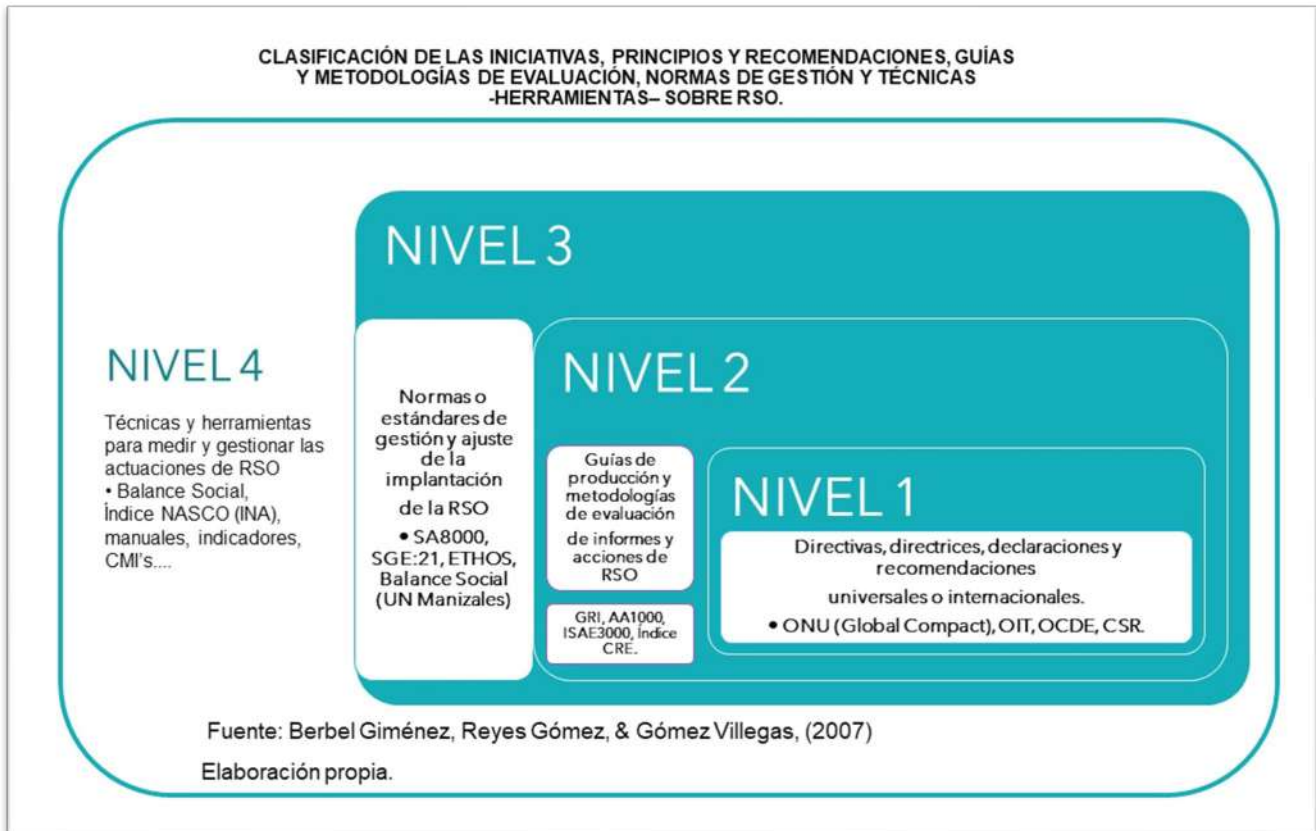 CLASIFICACIÓN DE LAS INICIATIVAS, PRINCIPIOS Y RECOMENDACIONES, GUÍAS
Y METODOLOGÍAS DE EVALUACIÓN, NORMAS DE GESTIÓN Y TÉCNICAS
-HERRAMIENTAS– SOBRE RSO.
NIVEL 4
Técnicas y herramientas
para medir y gestionar las
actuaciones de RSO
• Balance Social,
Índice NASCO (INA),
manuales, indicadores,
CMI's....
NIVEL 3
Normas o
estándares de
gestión y ajuste
de la
implantación
de la RSO
• SA8000,
SGE:21, ETHOS,
Balance Social
(UN Manizales)
NIVEL 2
Guías de
producción y
metodologías
de evaluación
de informes y
acciones de
RSO
GRI, AA1000,
ISAE3000, Índice
CRE.
NIVEL 1
Directivas, directrices, declaraciones y
recomendaciones
universales o internacionales.
• ONU (Global Compact), OIT, OCDE, CSR.
Fuente: Berbel Giménez, Reyes Gómez, & Gómez Villegas, (2007)
Elaboración propia.